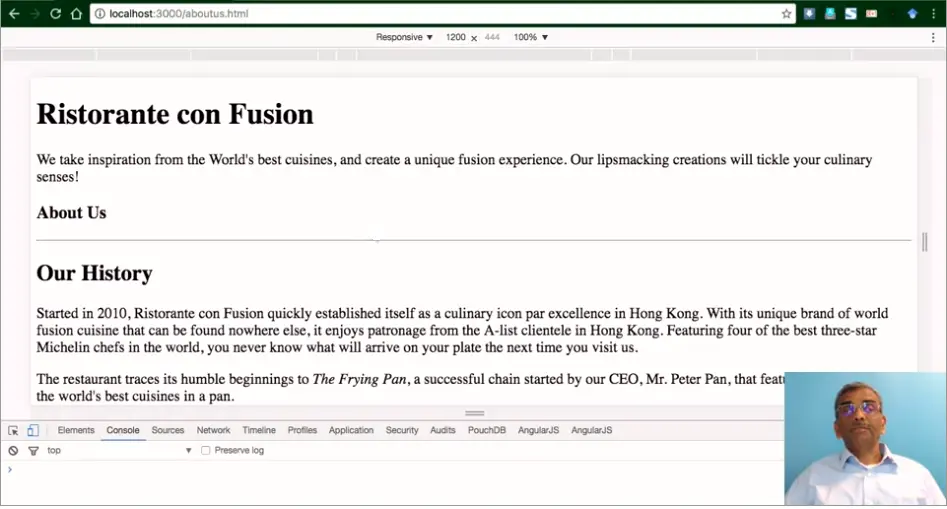 localhost:3000/aboutus.html
Responsive ▼ 1200 × 444 100% ▼
Ristorante con Fusion
We take inspiration from the World's best cuisines, and create a unique fusion experience. Our lipsmacking creations will tickle your culinary
senses!
About Us
Our History
Started in 2010, Ristorante con Fusion quickly established itself as a culinary icon par excellence in Hong Kong. With its unique brand of world
fusion cuisine that can be found nowhere else, it enjoys patronage from the A-list clientele in Hong Kong. Featuring four of the best three-star
Michelin chefs in the world, you never know what will arrive on your plate the next time you visit us.
The restaurant traces its humble beginnings to The Frying Pan, a successful chain started by our CEO, Mr. Peter Pan, that
the world's best cuisines in a pan.
Elements Console Sources Network Timeline Profiles Application Security Audits PouchDB AngularJS AngularJS
top ▼ Preserve log